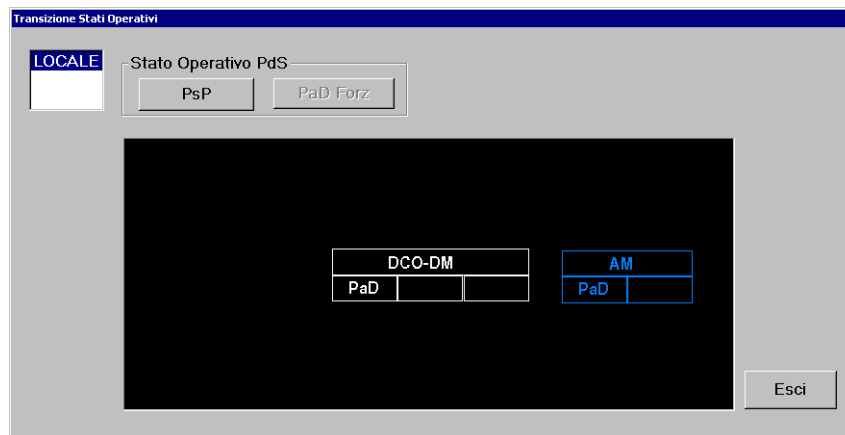 Transizione Stati Operativi
LOCALE
Stato Operativo PdS
PsP
PaD Forz
DCO-DM
PaD
AM
PaD
Esci